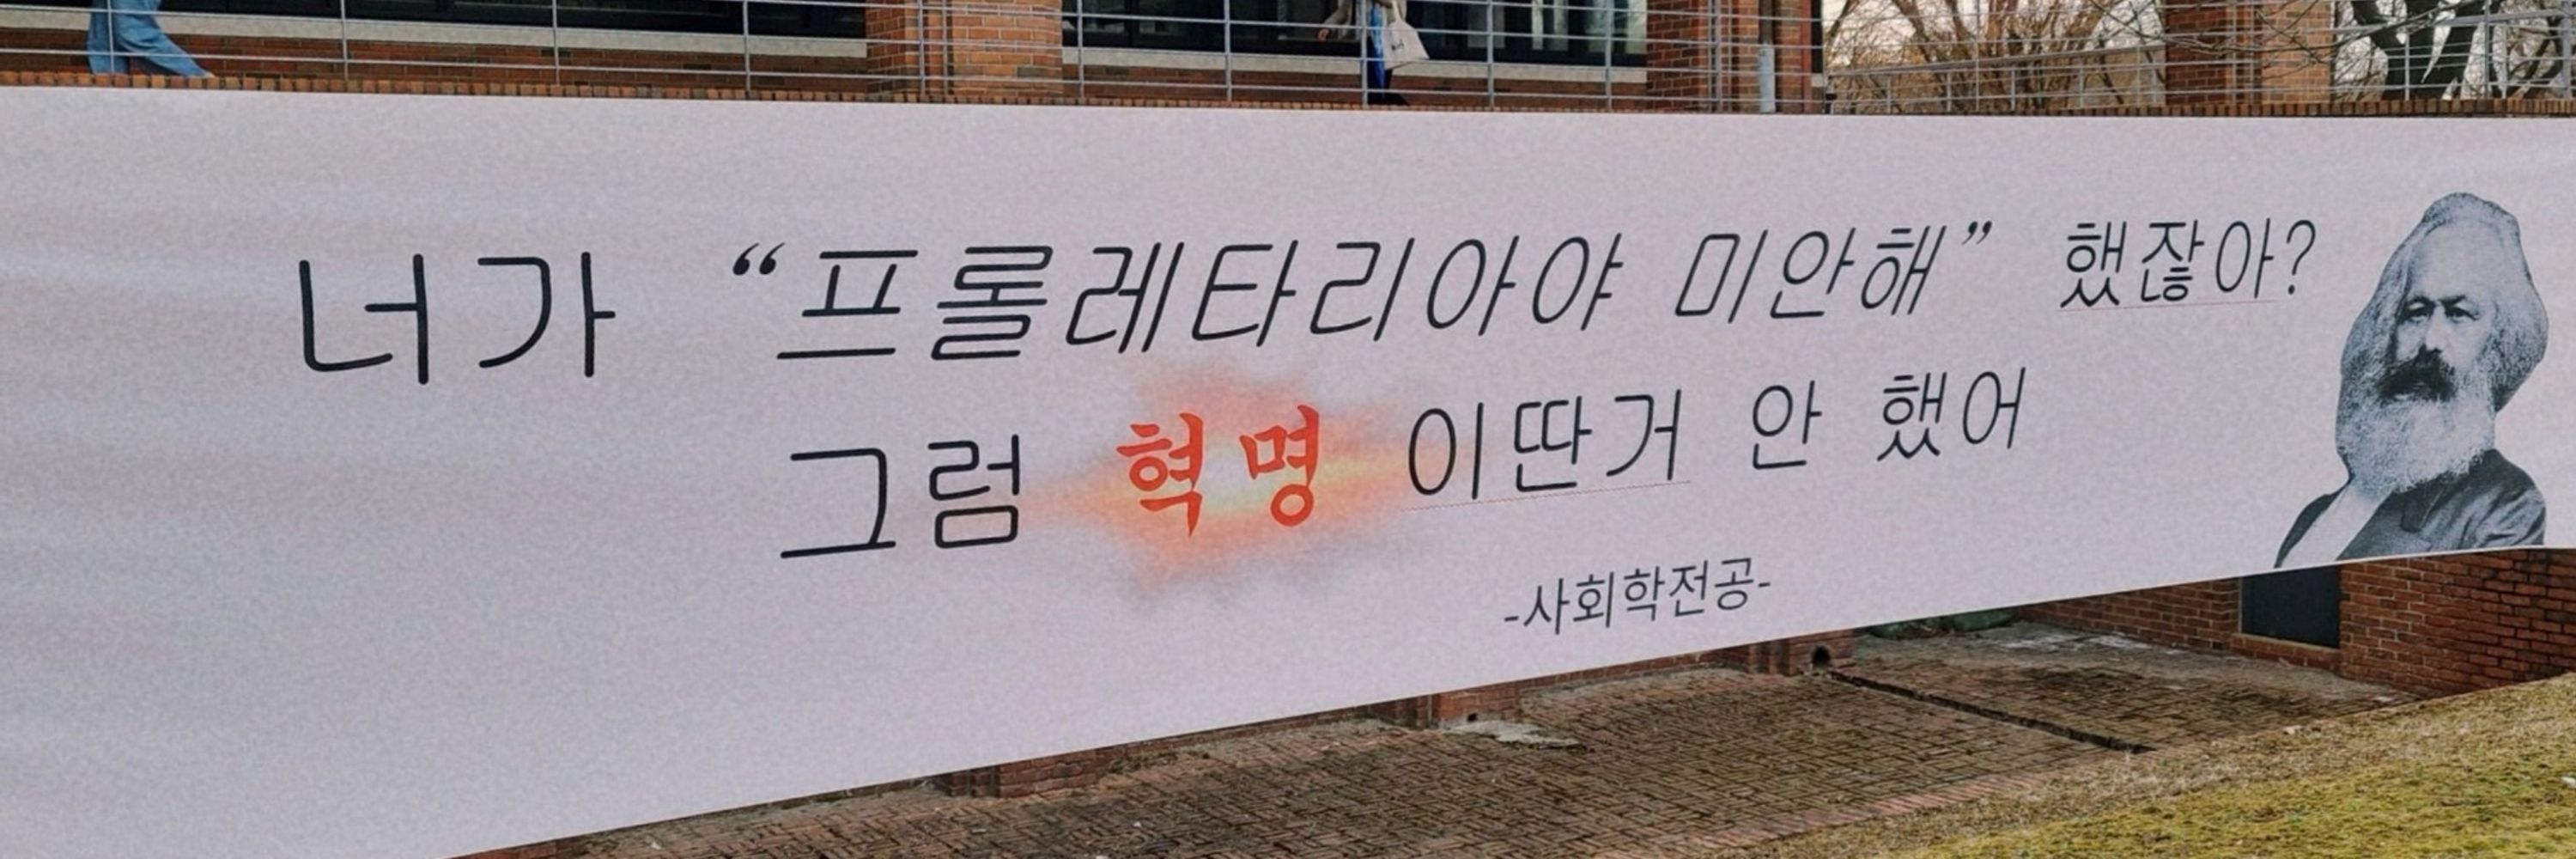 너가 “프롤레타리아야 미안해” 했잖아?
그럼 혁명 이딴거 안 했어
-사회학전공-